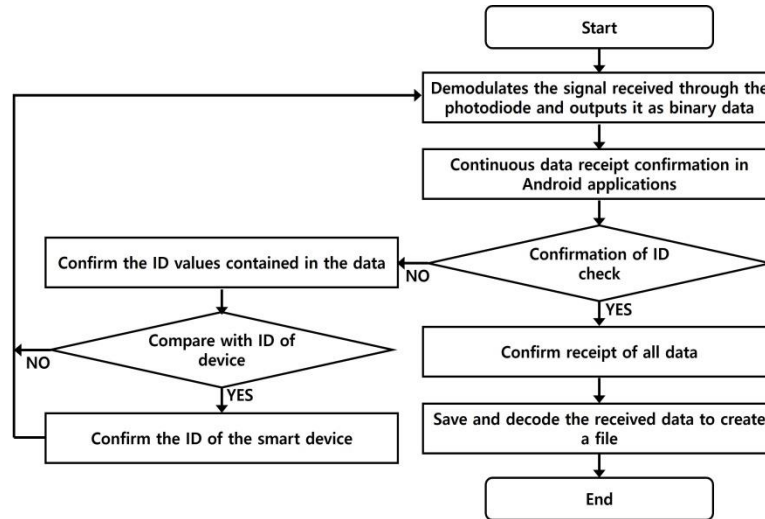 Start
Demodulates the signal received through the
photodiode and outputs it as binary data
Continuous data receipt confirmation in
Android applications
Confirmation of ID
check
NO
YES
Confirm the ID values contained in the data
Compare with ID of
device
NO
YES
Confirm the ID of the smart device
Confirm receipt of all data
Save and decode the received data to create
a file
End